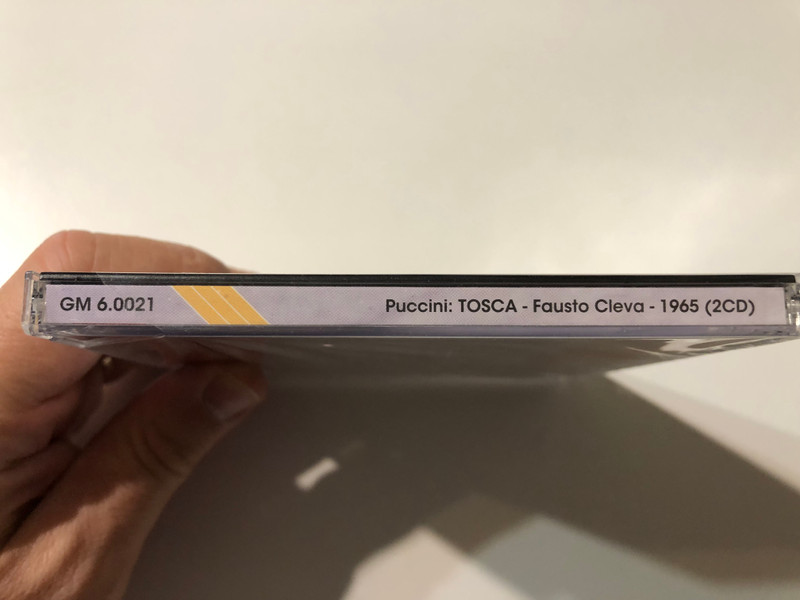 GM 6.0021 Puccini: TOSCA - Fausto Cleva - 1965 (2CD)